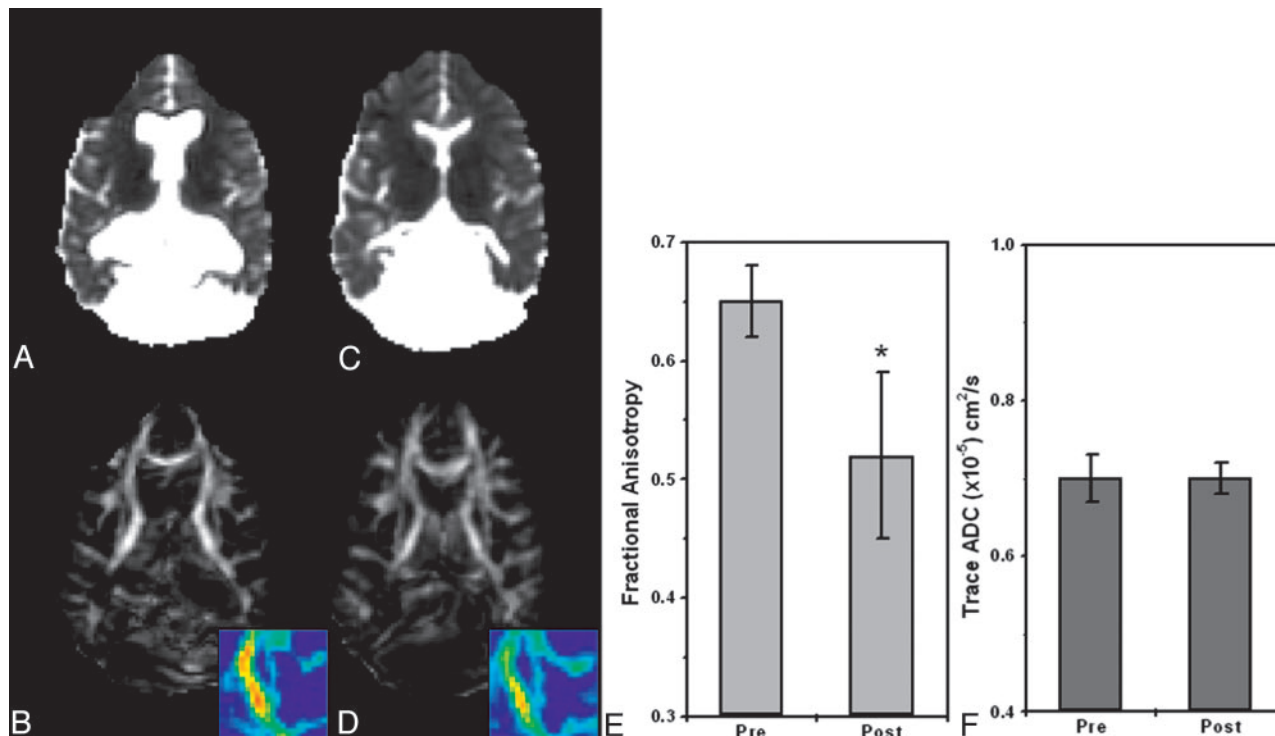 A
C
B
D
E
F
Fractional Anisotropy
0.7
0.6
0.5
0.4
0.3
*
Pre
Post
Trace ADC (x10⁻⁵) cm²/s
1.0
0.8
0.6
0.4
Pre
Post